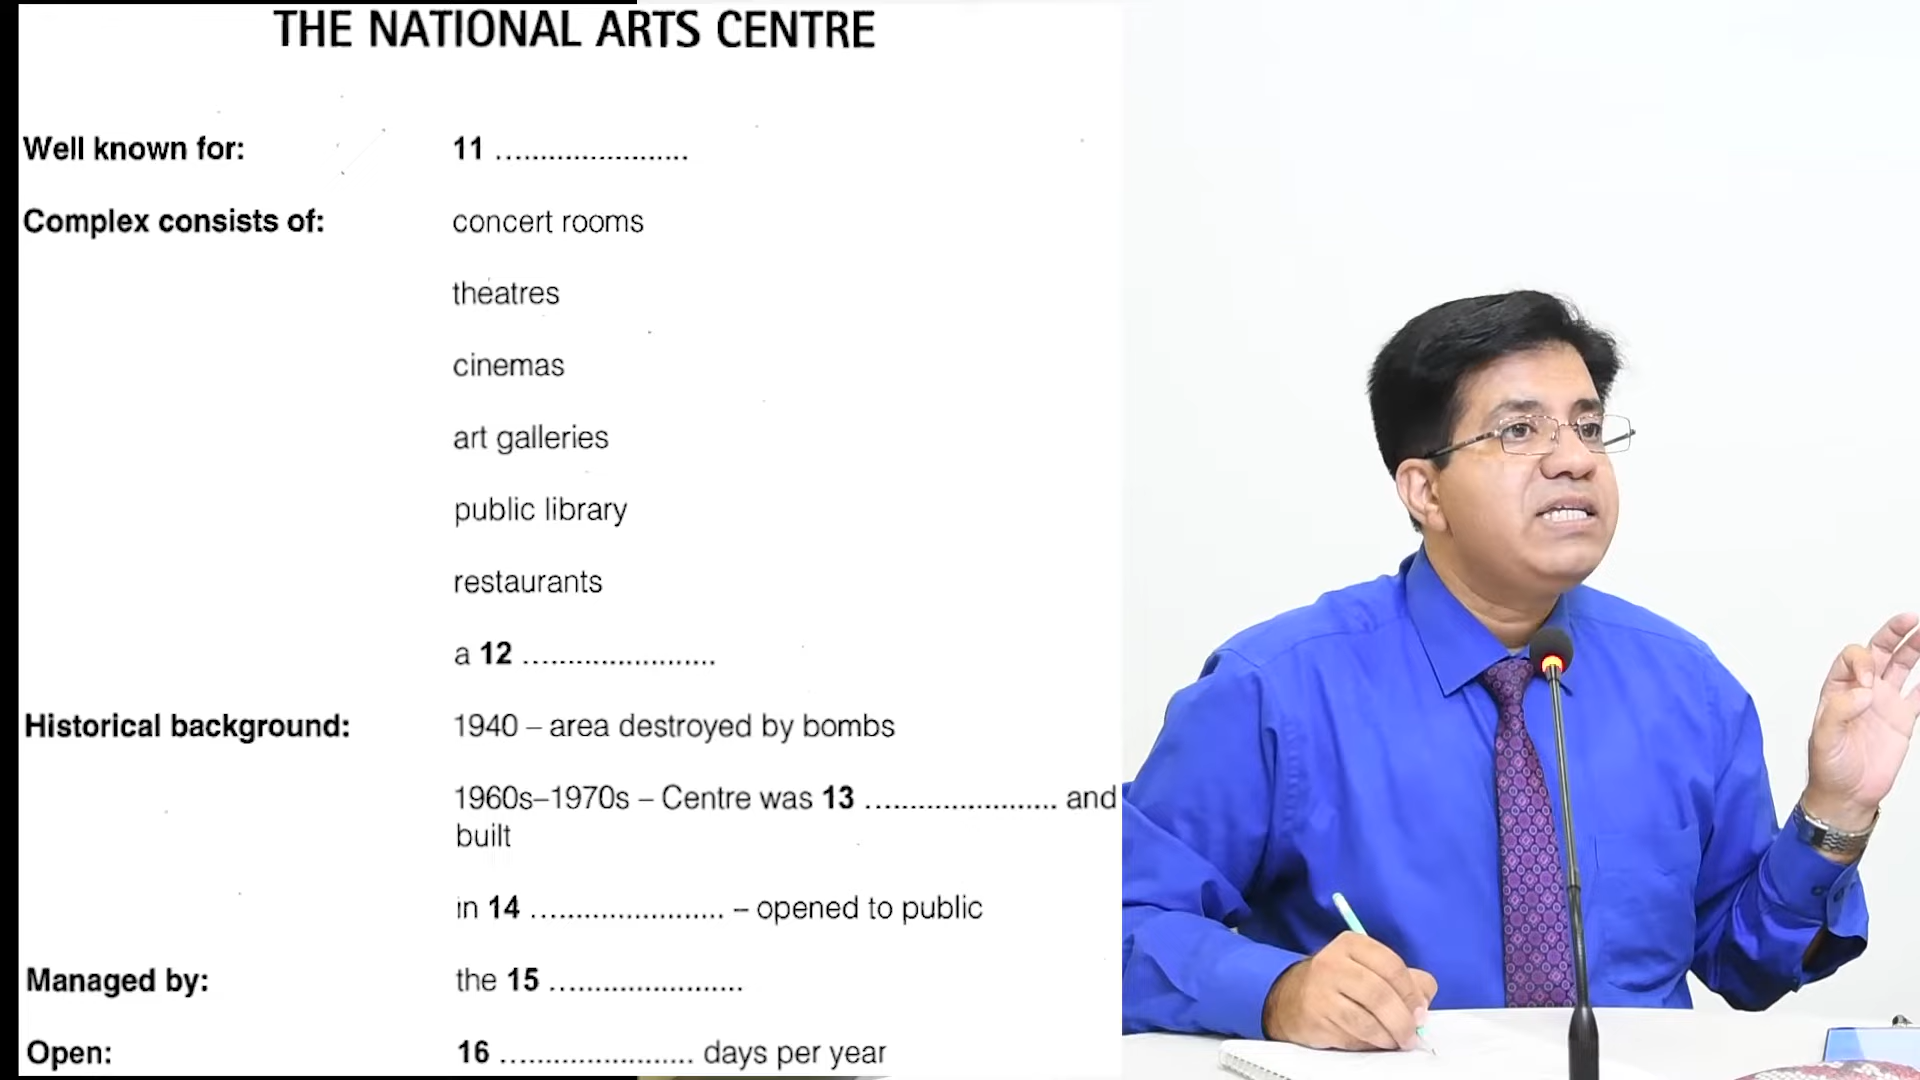 THE NATIONAL ARTS CENTRE
Well known for: 11 ........................
Complex consists of: concert rooms
theatres
cinemas
art galleries
public library
restaurants
a 12 ........................
Historical background: 1940 – area destroyed by bombs
1960s–1970s – Centre was 13 ........................ and
built
in 14 ........................ – opened to public
Managed by: the 15 ........................
Open: 16 ........................ days per year